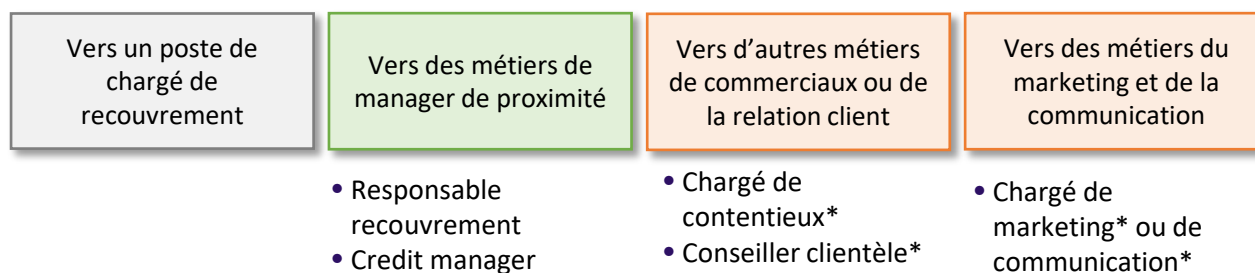 Vers un poste de
chargé de
recouvrement
Vers des métiers de
manager de proximité
Vers d’autres métiers
de commerciaux ou de
la relation client
Vers des métiers du
marketing et de la
communication
• Responsable
recouvrement
• Credit manager
• Chargé de
contentieux*
• Conseiller clientèle*
• Chargé de
marketing* ou de
communication*